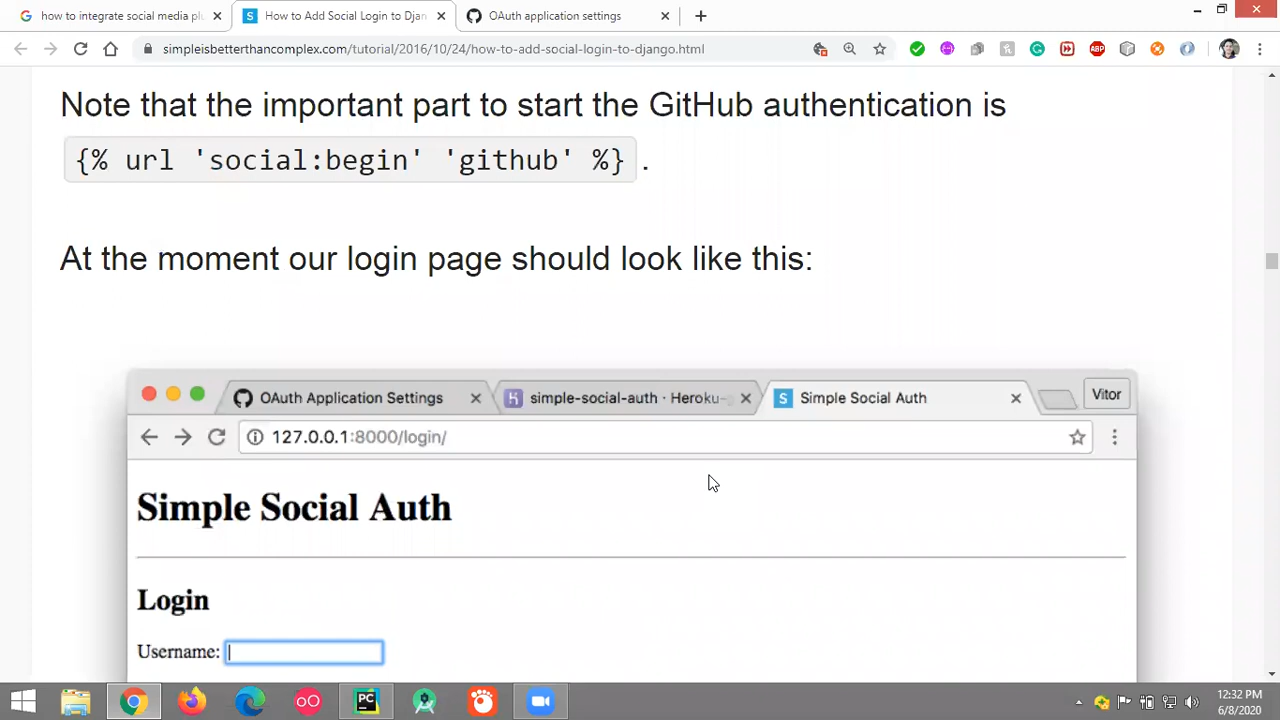 how to integrate social media plu
How to Add Social Login to Djan
OAuth application settings
simpleisbetterthancomplex.com/tutorial/2016/10/24/how-to-add-social-login-to-django.html
ABP
Note that the important part to start the GitHub authentication is
{% url 'social:begin' 'github' %} .
At the moment our login page should look like this:
OAuth Application Settings
simple-social-auth · Heroku-
Simple Social Auth
Vitor
127.0.0.1:8000/login/
Simple Social Auth
Login
Username:
PC
12:32 PM
6/8/2020